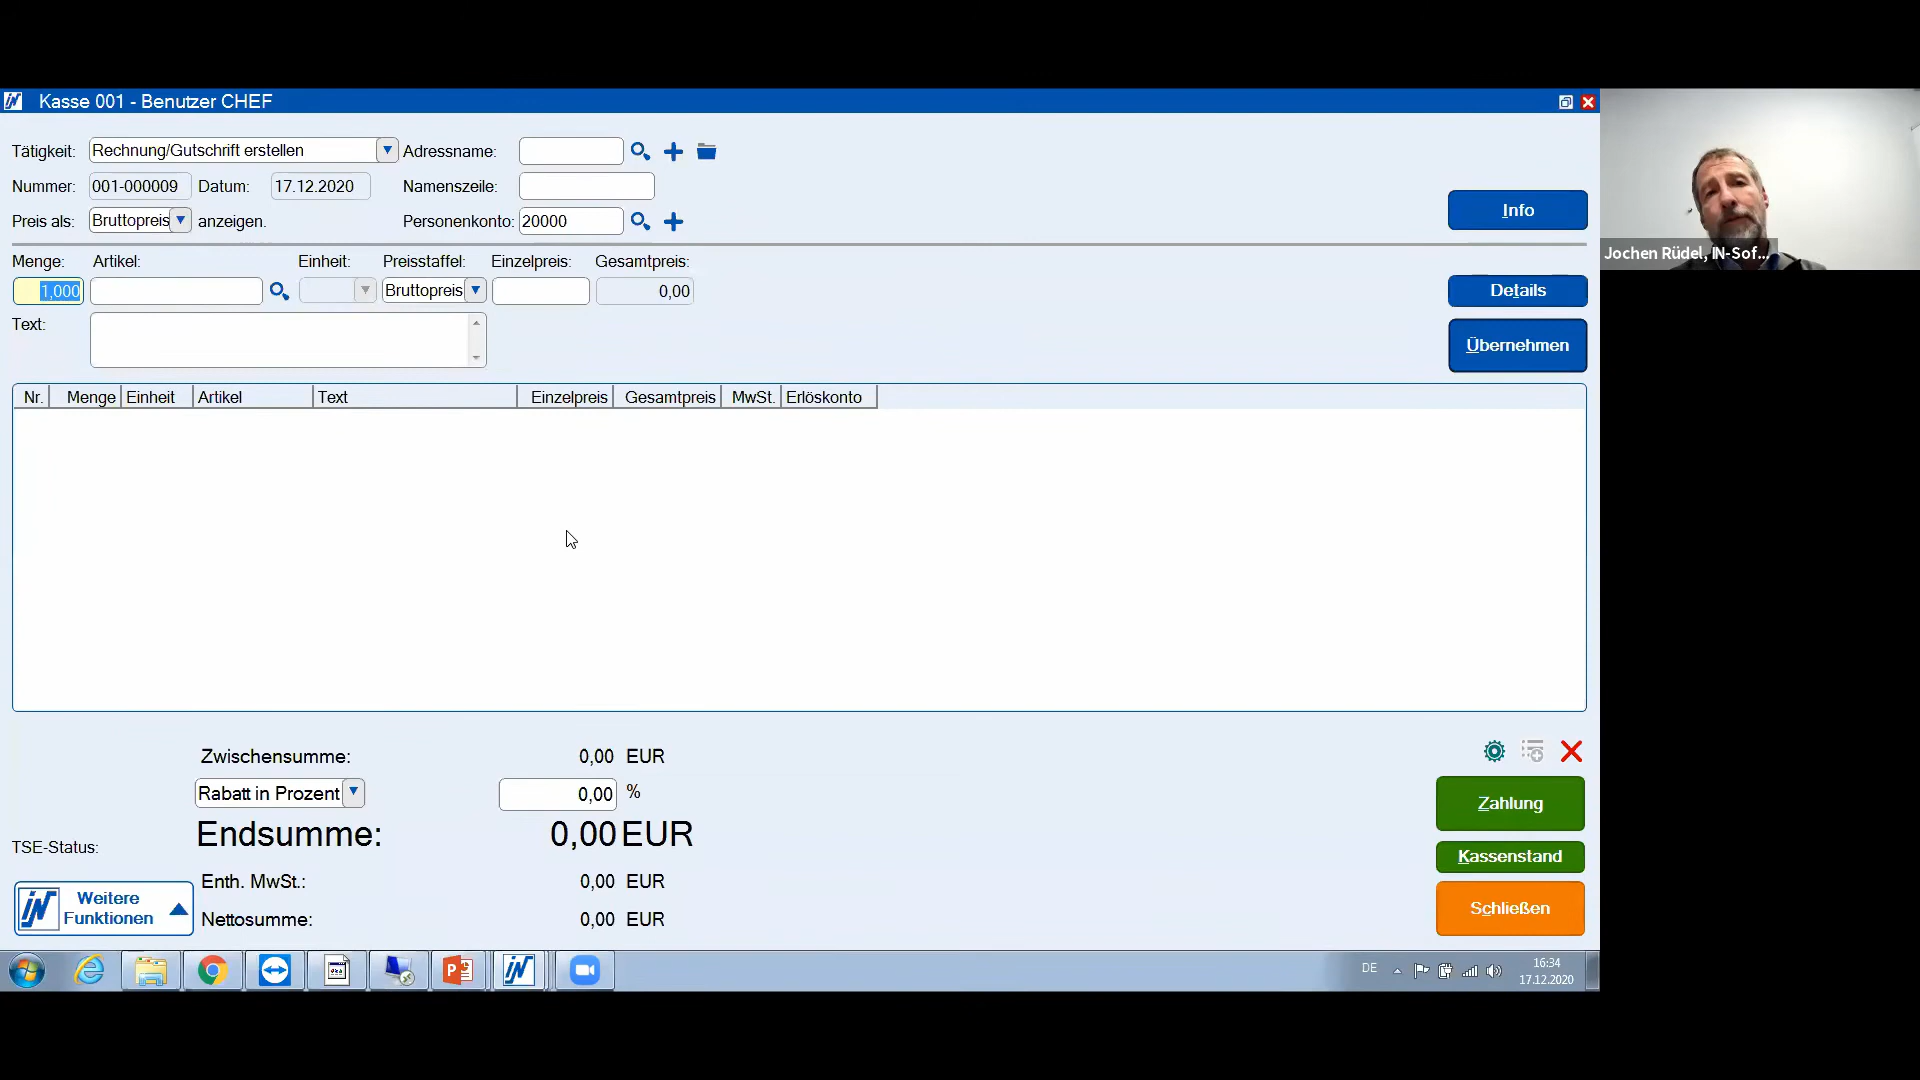 Kasse 001 - Benutzer CHEF
Tätigkeit: Rechnung/Gutschrift erstellen Adressname:
Nummer: 001-000009 Datum: 17.12.2020 Namenszeile:
Preis als: Bruttopreis anzeigen. Personenkonto: 20000
Info
Jochen Rüdel, IN-Sof...
Menge: Artikel: Einheit: Preisstaffel: Einzelpreis: Gesamtpreis:
1,000 Bruttopreis 0,00
Details
Text:
Übernehmen
Nr. Menge Einheit Artikel Text Einzelpreis Gesamtpreis MwSt. Erlöskonto
Zwischensumme: 0,00 EUR
Rabatt in Prozent 0,00 %
Zahlung
Endsumme: 0,00 EUR
TSE-Status:
Kassenstand
Enth. MwSt.: 0,00 EUR
IN Weitere Funktionen
Nettosumme: 0,00 EUR
Schließen
DE
16:34
17.12.2020